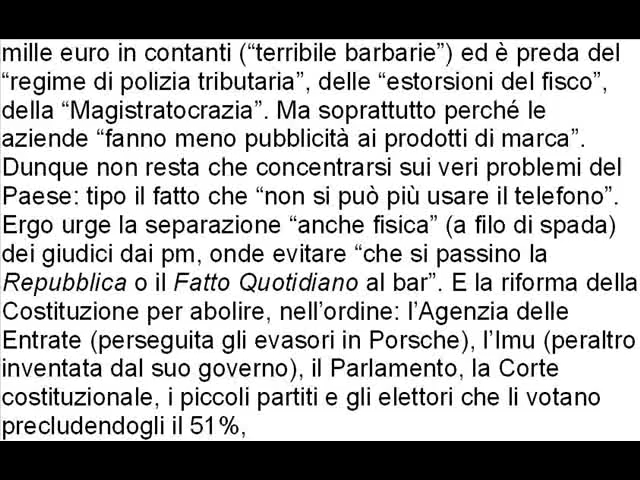 mille euro in contanti (“terribile barbarie”) ed è preda del
“regime di polizia tributaria”, delle “estorsioni del fisco”,
della “Magistratocrazia”. Ma soprattutto perché le
aziende “fanno meno pubblicità ai prodotti di marca”.
Dunque non resta che concentrarsi sui veri problemi del
Paese: tipo il fatto che “non si può più usare il telefono”.
Ergo urge la separazione “anche fisica” (a filo di spada)
dei giudici dai pm, onde evitare “che si passino la
Repubblica o il Fatto Quotidiano al bar”. E la riforma della
Costituzione per abolire, nell’ordine: l’Agenzia delle
Entrate (perseguita gli evasori in Porsche), l’Imu (peraltro
inventata dal suo governo), il Parlamento, la Corte
costituzionale, i piccoli partiti e gli elettori che li votano
precludendogli il 51%,